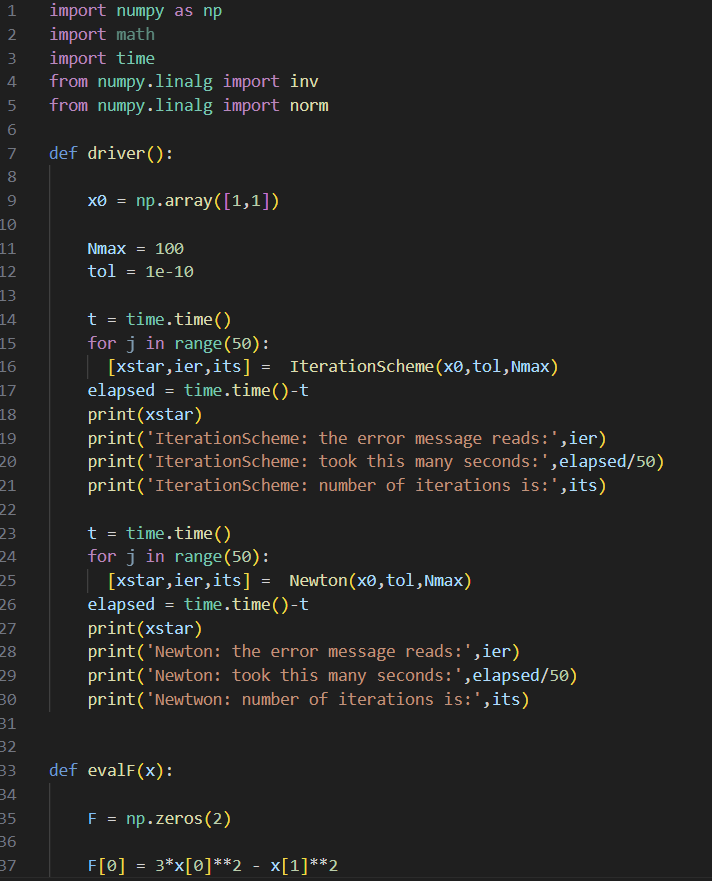 1 import numpy as np
2 import math
3 import time
4 from numpy.linalg import inv
5 from numpy.linalg import norm
6
7 def driver():
8
9     x0 = np.array([1,1])
10
11     Nmax = 100
12     tol = 1e-10
13
14     t = time.time()
15     for j in range(50):
16       [xstar,ier,its] =  IterationScheme(x0,tol,Nmax)
17     elapsed = time.time()-t
18     print(xstar)
19     print('IterationScheme: the error message reads:',ier)
20     print('IterationScheme: took this many seconds:',elapsed/50)
21     print('IterationScheme: number of iterations is:',its)
22
23     t = time.time()
24     for j in range(50):
25       [xstar,ier,its] =  Newton(x0,tol,Nmax)
26     elapsed = time.time()-t
27     print(xstar)
28     print('Newton: the error message reads:',ier)
29     print('Newton: took this many seconds:',elapsed/50)
30     print('Newtwon: number of iterations is:',its)
31
32
33 def evalF(x):
34
35     F = np.zeros(2)
36
37     F[0] = 3*x[0]**2 - x[1]**2